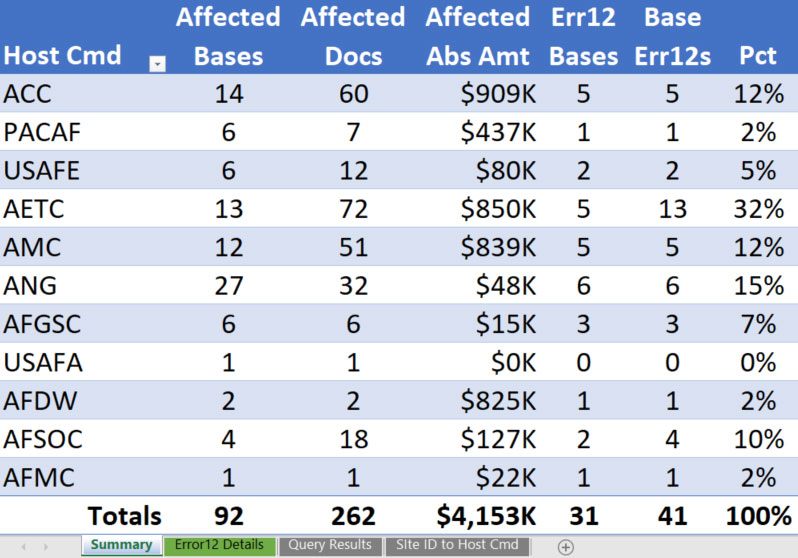 Affected Affected Affected Err12 Base
Host Cmd Bases Docs Abs Amt Bases Err12s Pct
ACC 14 60 $909K 5 5 12%
PACAF 6 7 $437K 1 1 2%
USAFE 6 12 $80K 2 2 5%
AETC 13 72 $850K 5 13 32%
AMC 12 51 $839K 5 5 12%
ANG 27 32 $48K 6 6 15%
AFGSC 6 6 $15K 3 3 7%
USAFA 1 1 $0K 0 0 0%
AFDW 2 2 $825K 1 1 2%
AFSOC 4 18 $127K 2 4 10%
AFMC 1 1 $22K 1 1 2%
Totals 92 262 $4,153K 31 41 100%
Summary Error12 Details Query Results SIte ID to Host Cmd